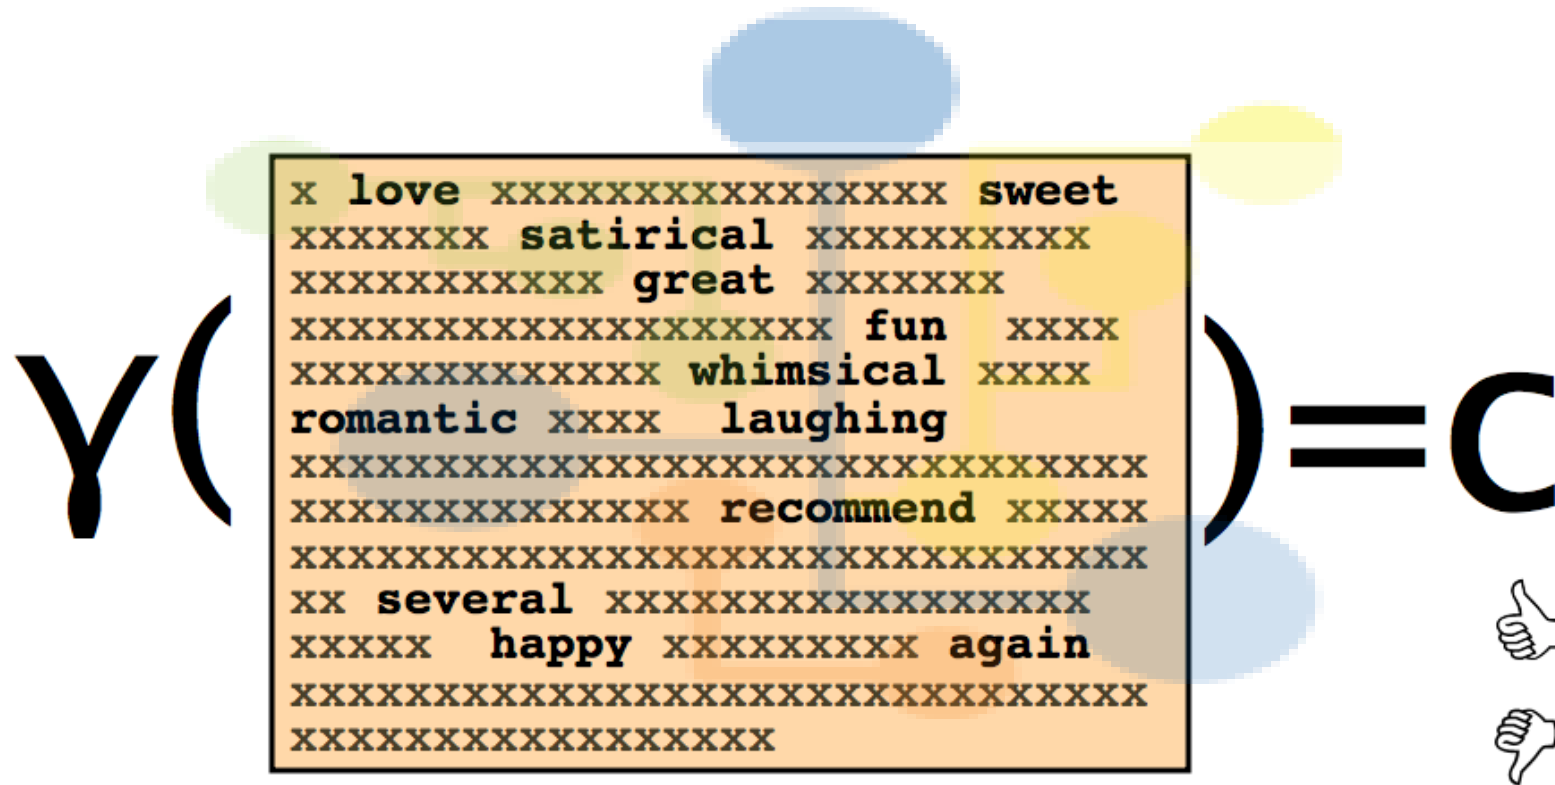 x love xxxxxxxxxxxxxxxx sweet
xxxxxxx satirical xxxxxxxxxx
xxxxxxxxxxx great xxxxxxx
xxxxxxxxxxxxxxxxxxx fun xxxx
xxxxxxxxxxxxx whimsical xxxx
romantic xxxx laughing
γ( )=c
xxxxxxxxxxxxxxxxxxxxxxxxxxxxxx
xxxxxxxxxxxxxx recommend xxxxx
xxxxxxxxxxxxxxxxxxxxxxxxxxxxxx
xx several xxxxxxxxxxxxxxxxx
xxxxx happy xxxxxxxxx again
xxxxxxxxxxxxxxxxxxxxxxxxxxxxxx
xxxxxxxxxxxxxxxxx